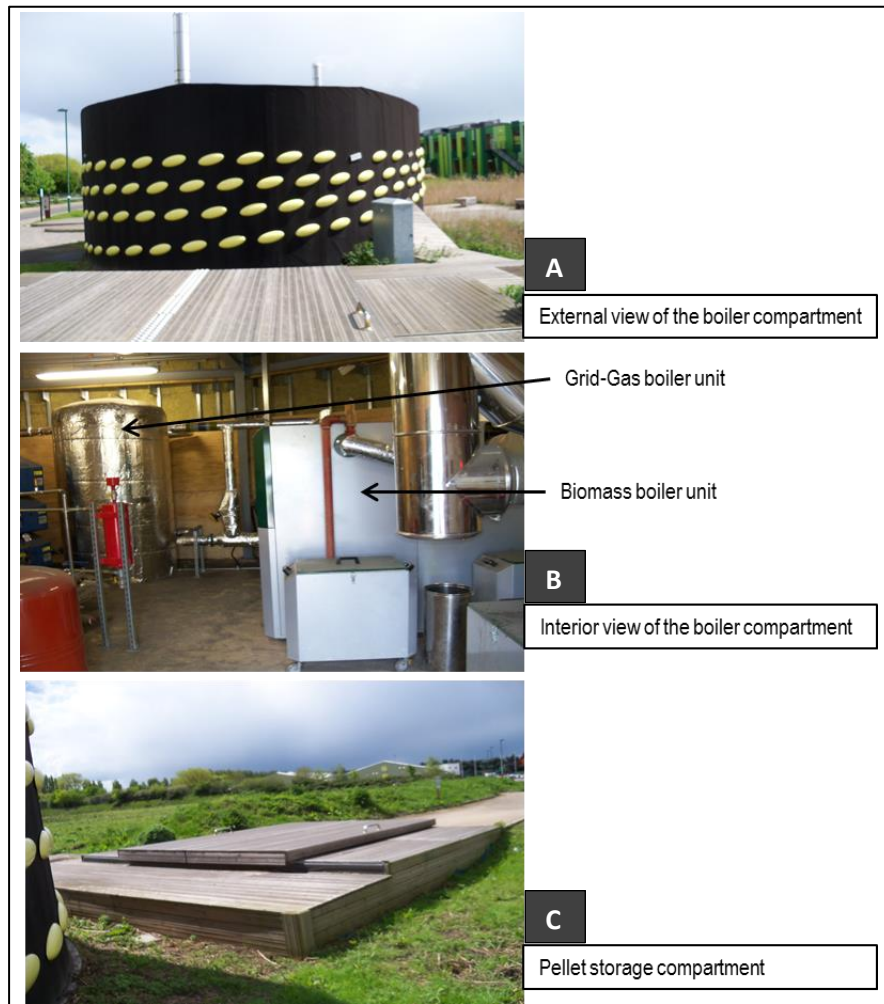 A
External view of the boiler compartment
Grid-Gas boiler unit
Biomass boiler unit
B
Interior view of the boiler compartment
C
Pellet storage compartment